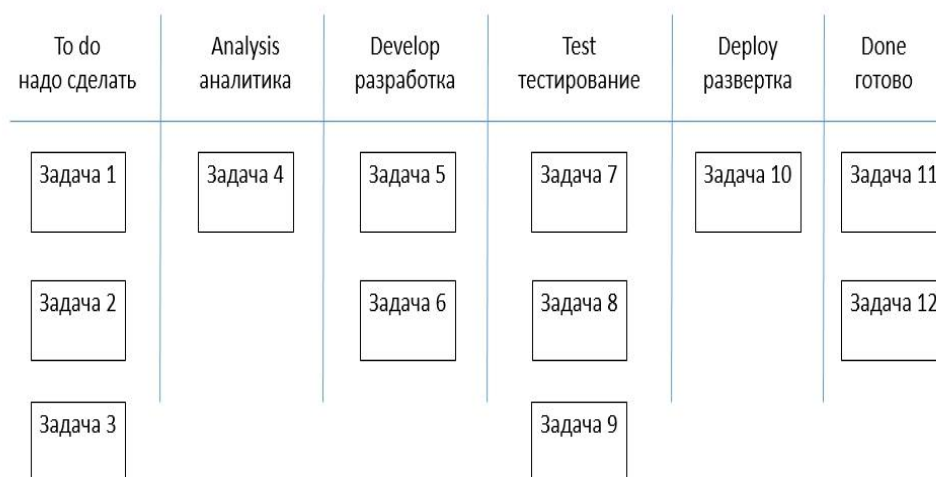 To do
надо сделать
Analysis
аналитика
Develop
разработка
Test
тестирование
Deploy
развертка
Done
готово
Задача 1
Задача 4
Задача 5
Задача 7
Задача 10
Задача 11
Задача 2
Задача 6
Задача 8
Задача 12
Задача 3
Задача 9